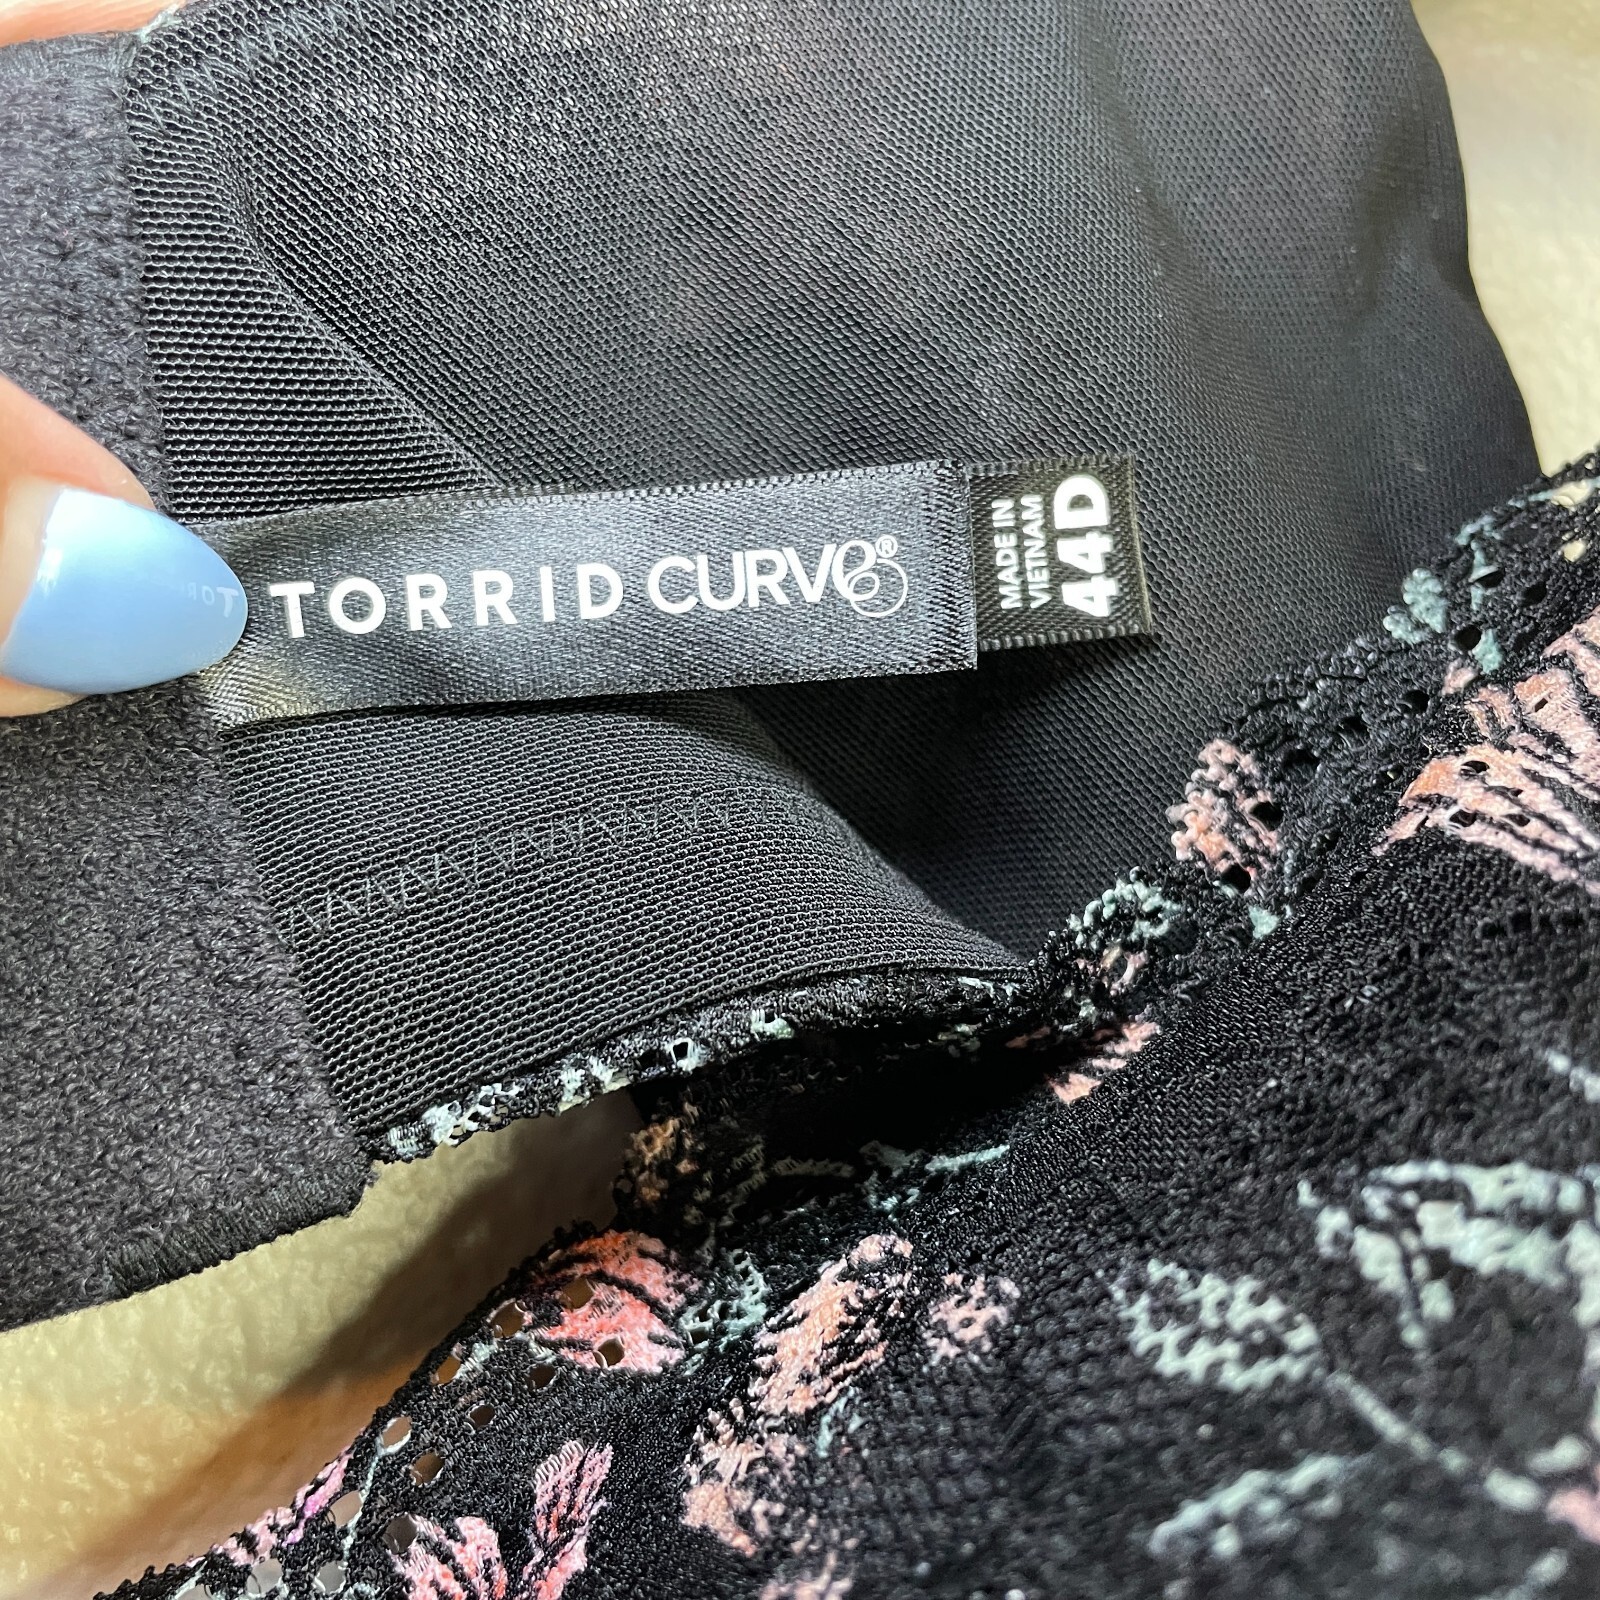 TORRID CURVE®
MADE IN
VIETNAM
44D